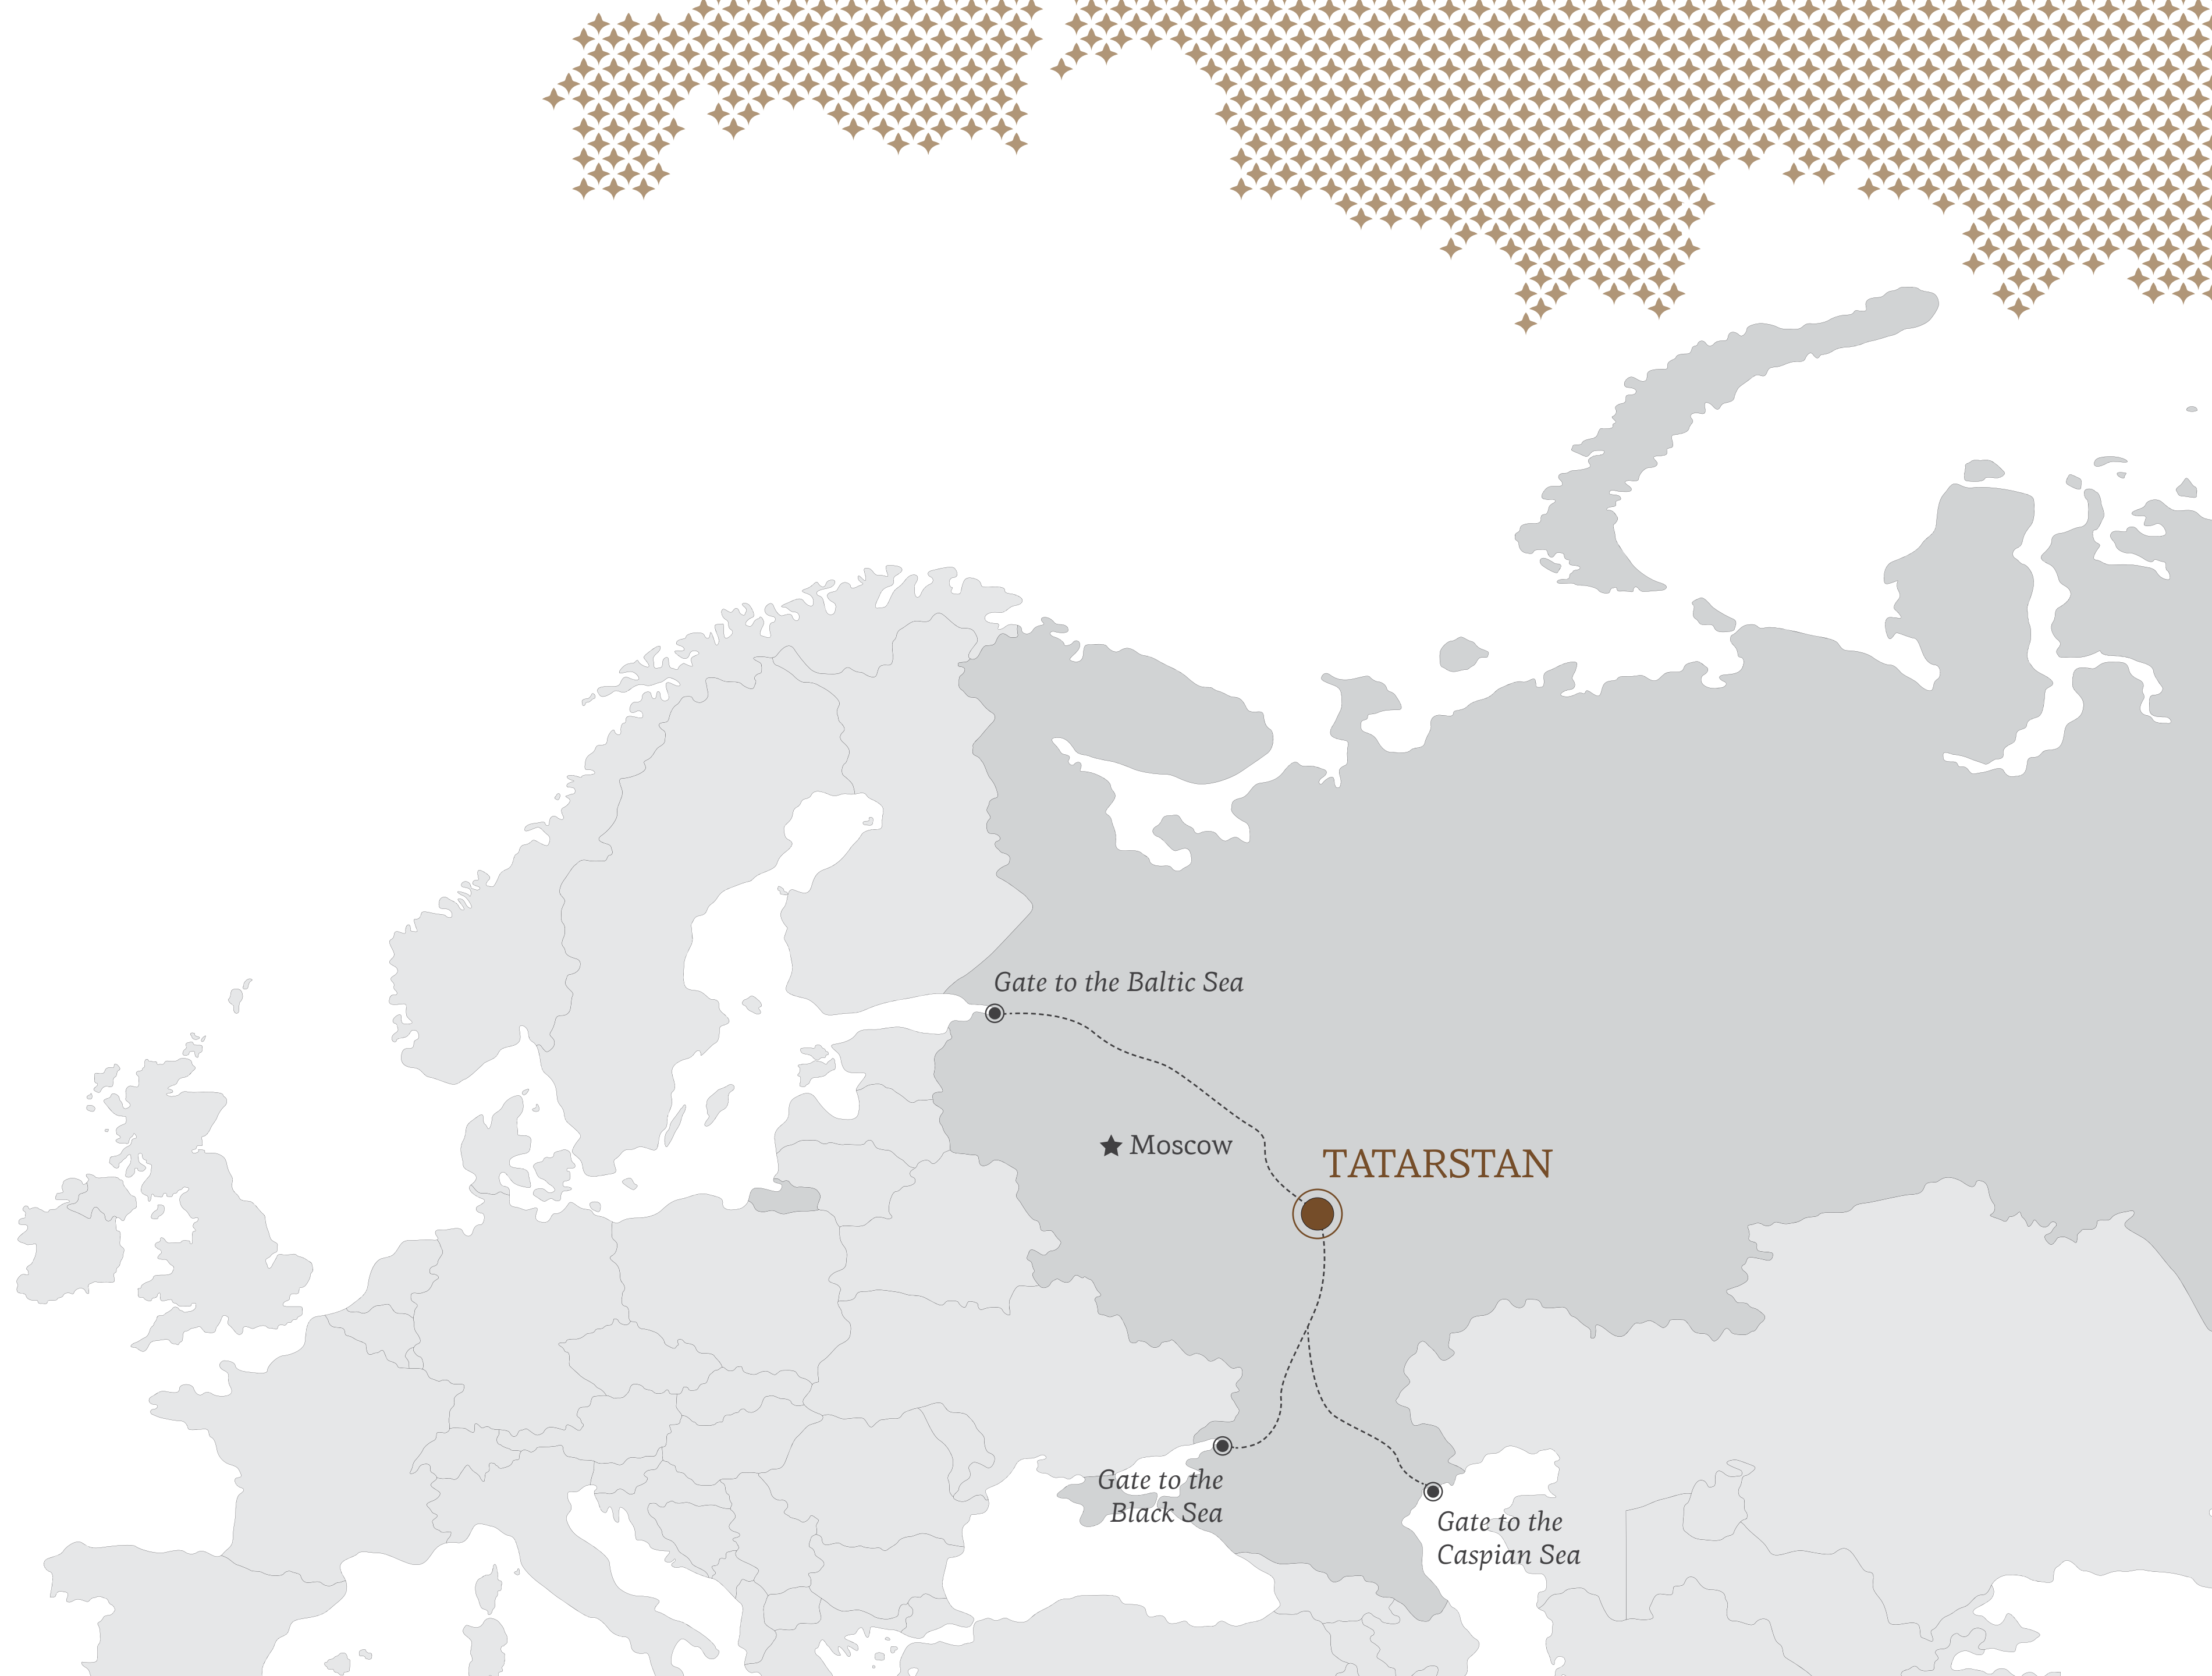 Gate to the Baltic Sea
Moscow
TATARSTAN
Gate to the
Black Sea
Gate to the
Caspian Sea